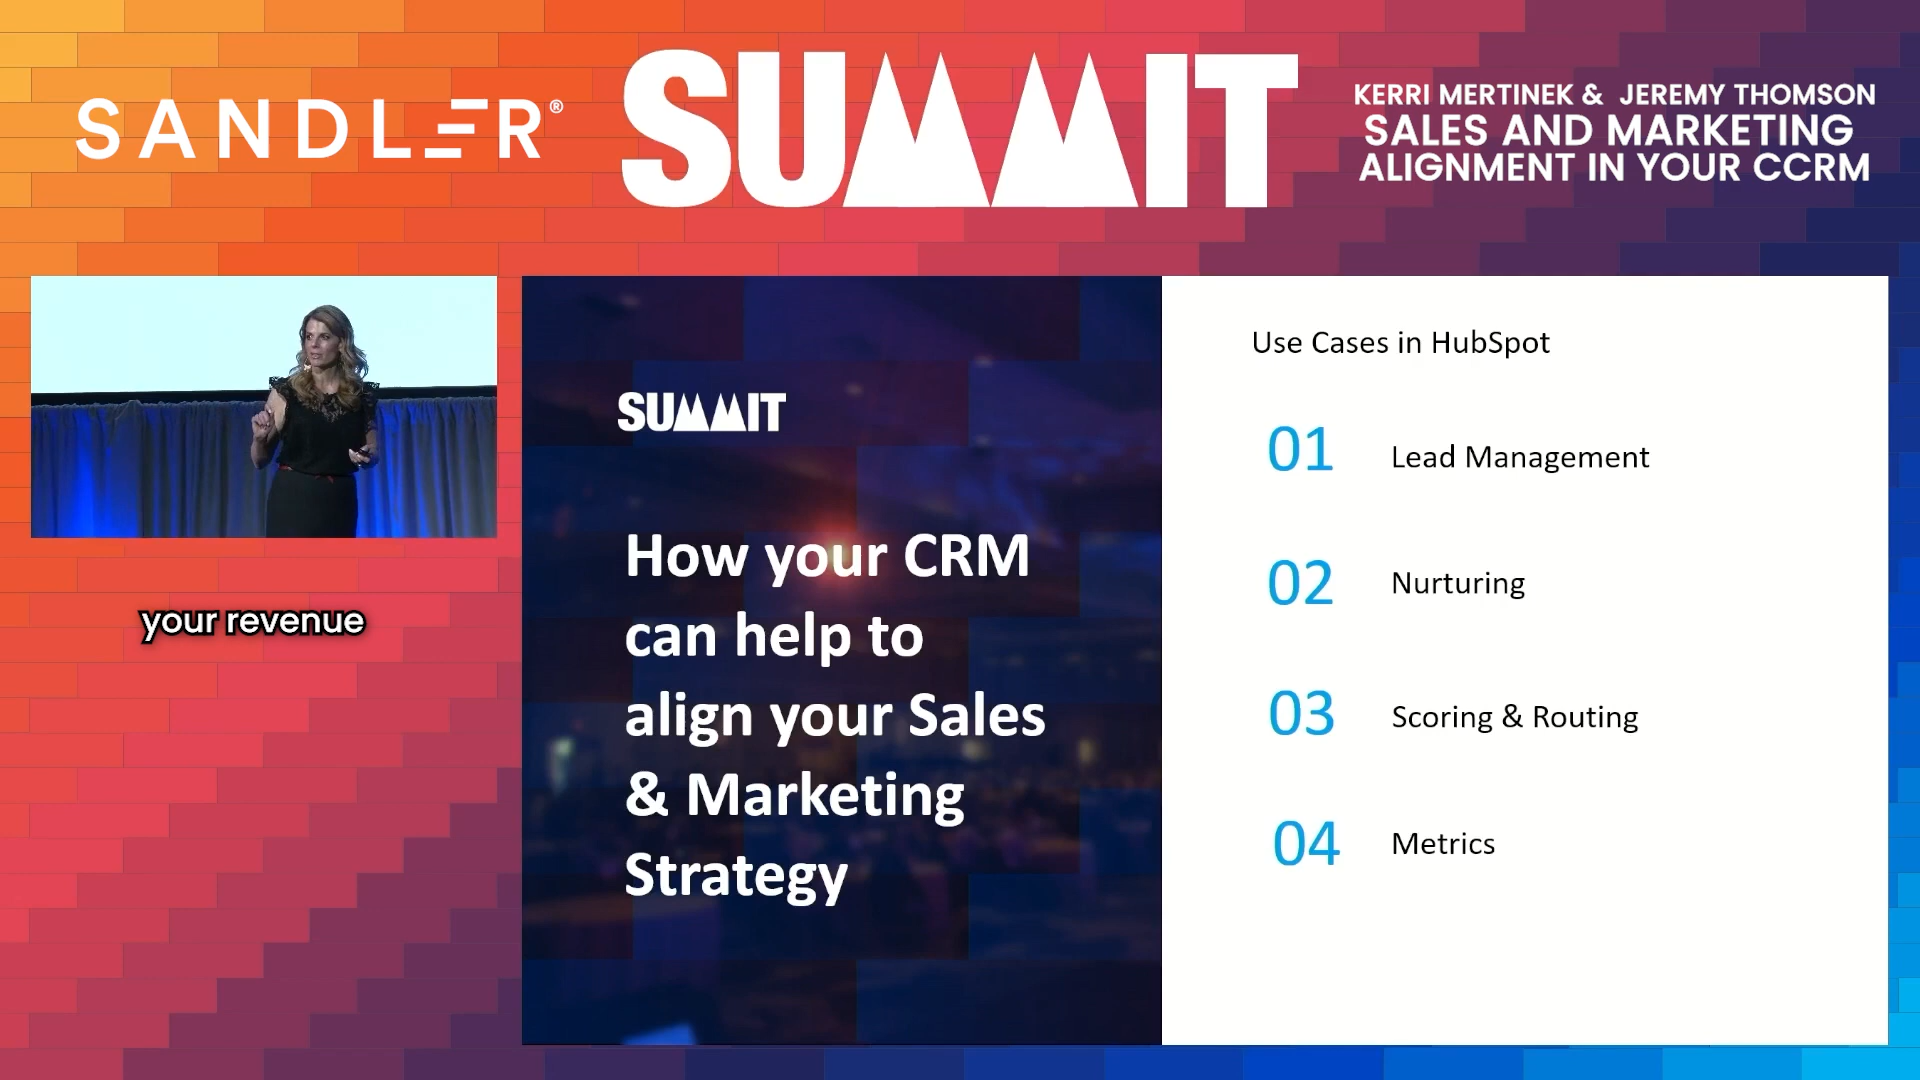 SANDLER®
SUMMIT
KERRI MERTINEK & JEREMY THOMSON
SALES AND MARKETING
ALIGNMENT IN YOUR CCRM
your revenue
SUMMIT
How your CRM
can help to
align your Sales
& Marketing
Strategy
Use Cases in HubSpot
01 Lead Management
02 Nurturing
03 Scoring & Routing
04 Metrics